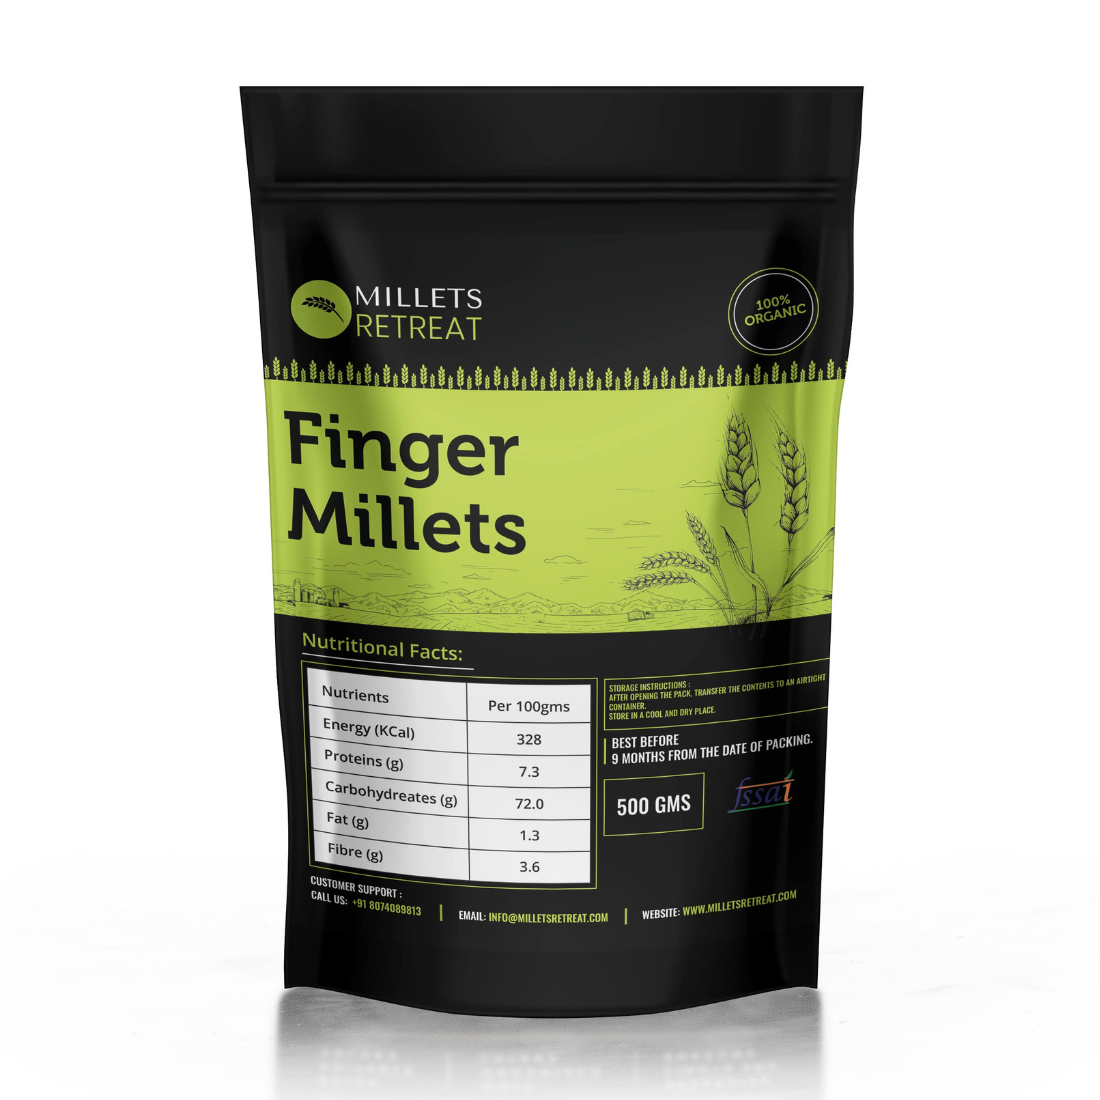 MILLETS
RETREAT
100%
ORGANIC
Finger
Millets
Nutritional Facts:
Nutrients Per 100gms
Energy (KCal) 328
Proteins (g) 7.3
Carbohydreates (g) 72.0
Fat (g) 1.3
Fibre (g) 3.6
STORAGE INSTRUCTIONS :
AFTER OPENING THE PACK, TRANSFER THE CONTENTS TO AN AIRTIGHT
CONTAINER.
STORE IN A COOL AND DRY PLACE.
BEST BEFORE
9 MONTHS FROM THE DATE OF PACKING.
500 GMS
fssai
CUSTOMER SUPPORT :
CALL US: +91 8074089813
EMAIL: INFO@MILLETSRETREAT.COM
WEBSITE: WWW.MILLETSRETREAT.COM